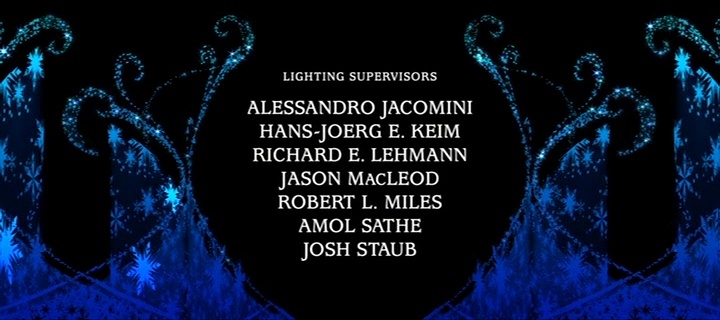 LIGHTING SUPERVISORS
ALESSANDRO JACOMINI
HANS-JOERG E. KEIM
RICHARD E. LEHMANN
JASON MACLEOD
ROBERT L. MILES
AMOL SATHE
JOSH STAUB